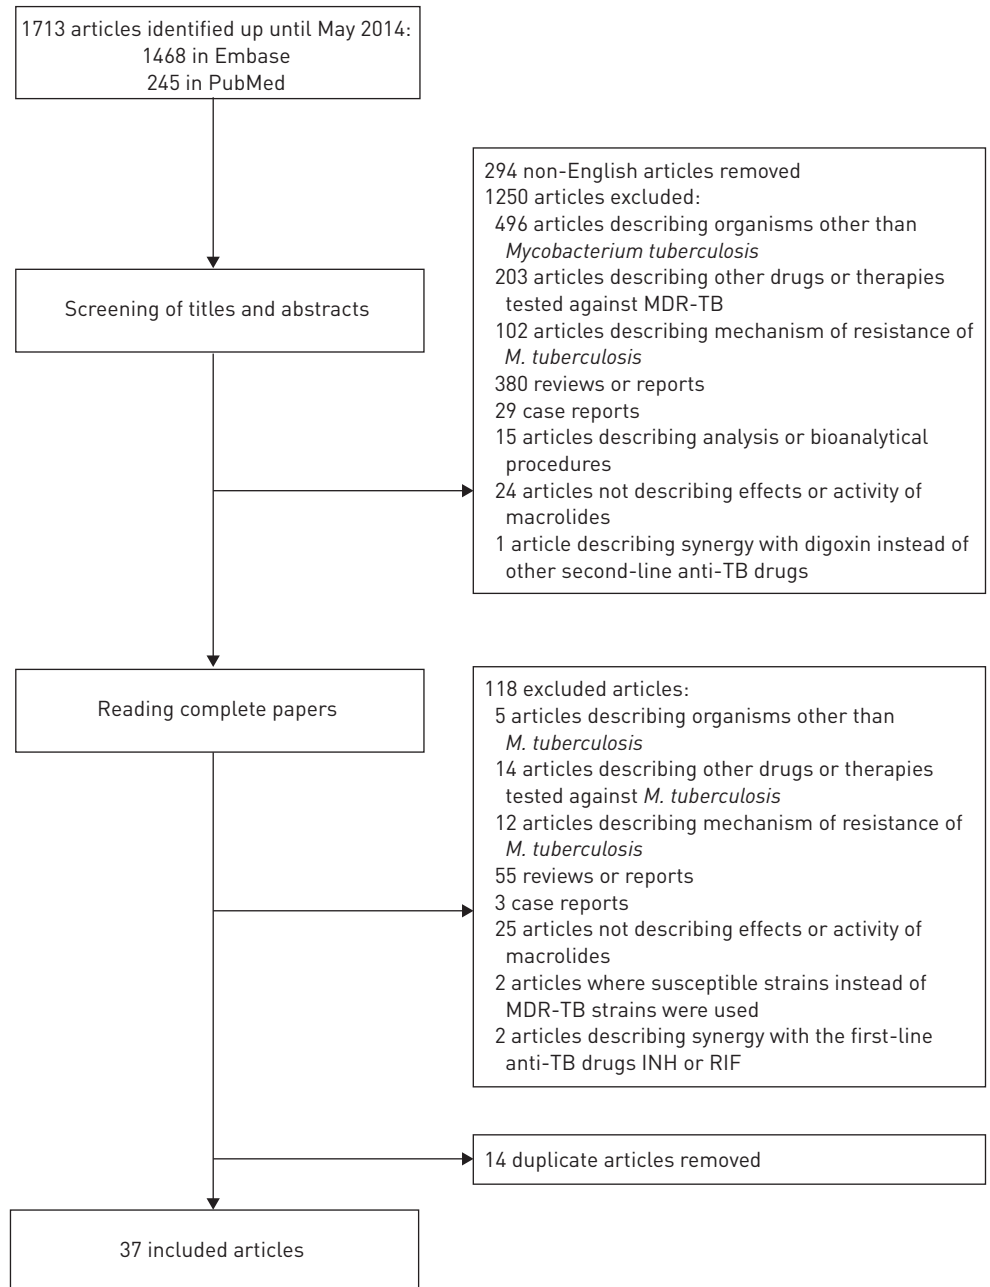 1713 articles identified up until May 2014:
1468 in Embase
245 in PubMed
294 non-English articles removed
1250 articles excluded:
496 articles describing organisms other than
Mycobacterium tuberculosis
203 articles describing other drugs or therapies
tested against MDR-TB
102 articles describing mechanism of resistance of
M. tuberculosis
380 reviews or reports
29 case reports
15 articles describing analysis or bioanalytical
procedures
24 articles not describing effects or activity of
macrolides
1 article describing synergy with digoxin instead of
other second-line anti-TB drugs
Screening of titles and abstracts
Reading complete papers
118 excluded articles:
5 articles describing organisms other than
M. tuberculosis
14 articles describing other drugs or therapies
tested against M. tuberculosis
12 articles describing mechanism of resistance of
M. tuberculosis
55 reviews or reports
3 case reports
25 articles not describing effects or activity of
macrolides
2 articles where susceptible strains instead of
MDR-TB strains were used
2 articles describing synergy with the first-line
anti-TB drugs INH or RIF
14 duplicate articles removed
37 included articles